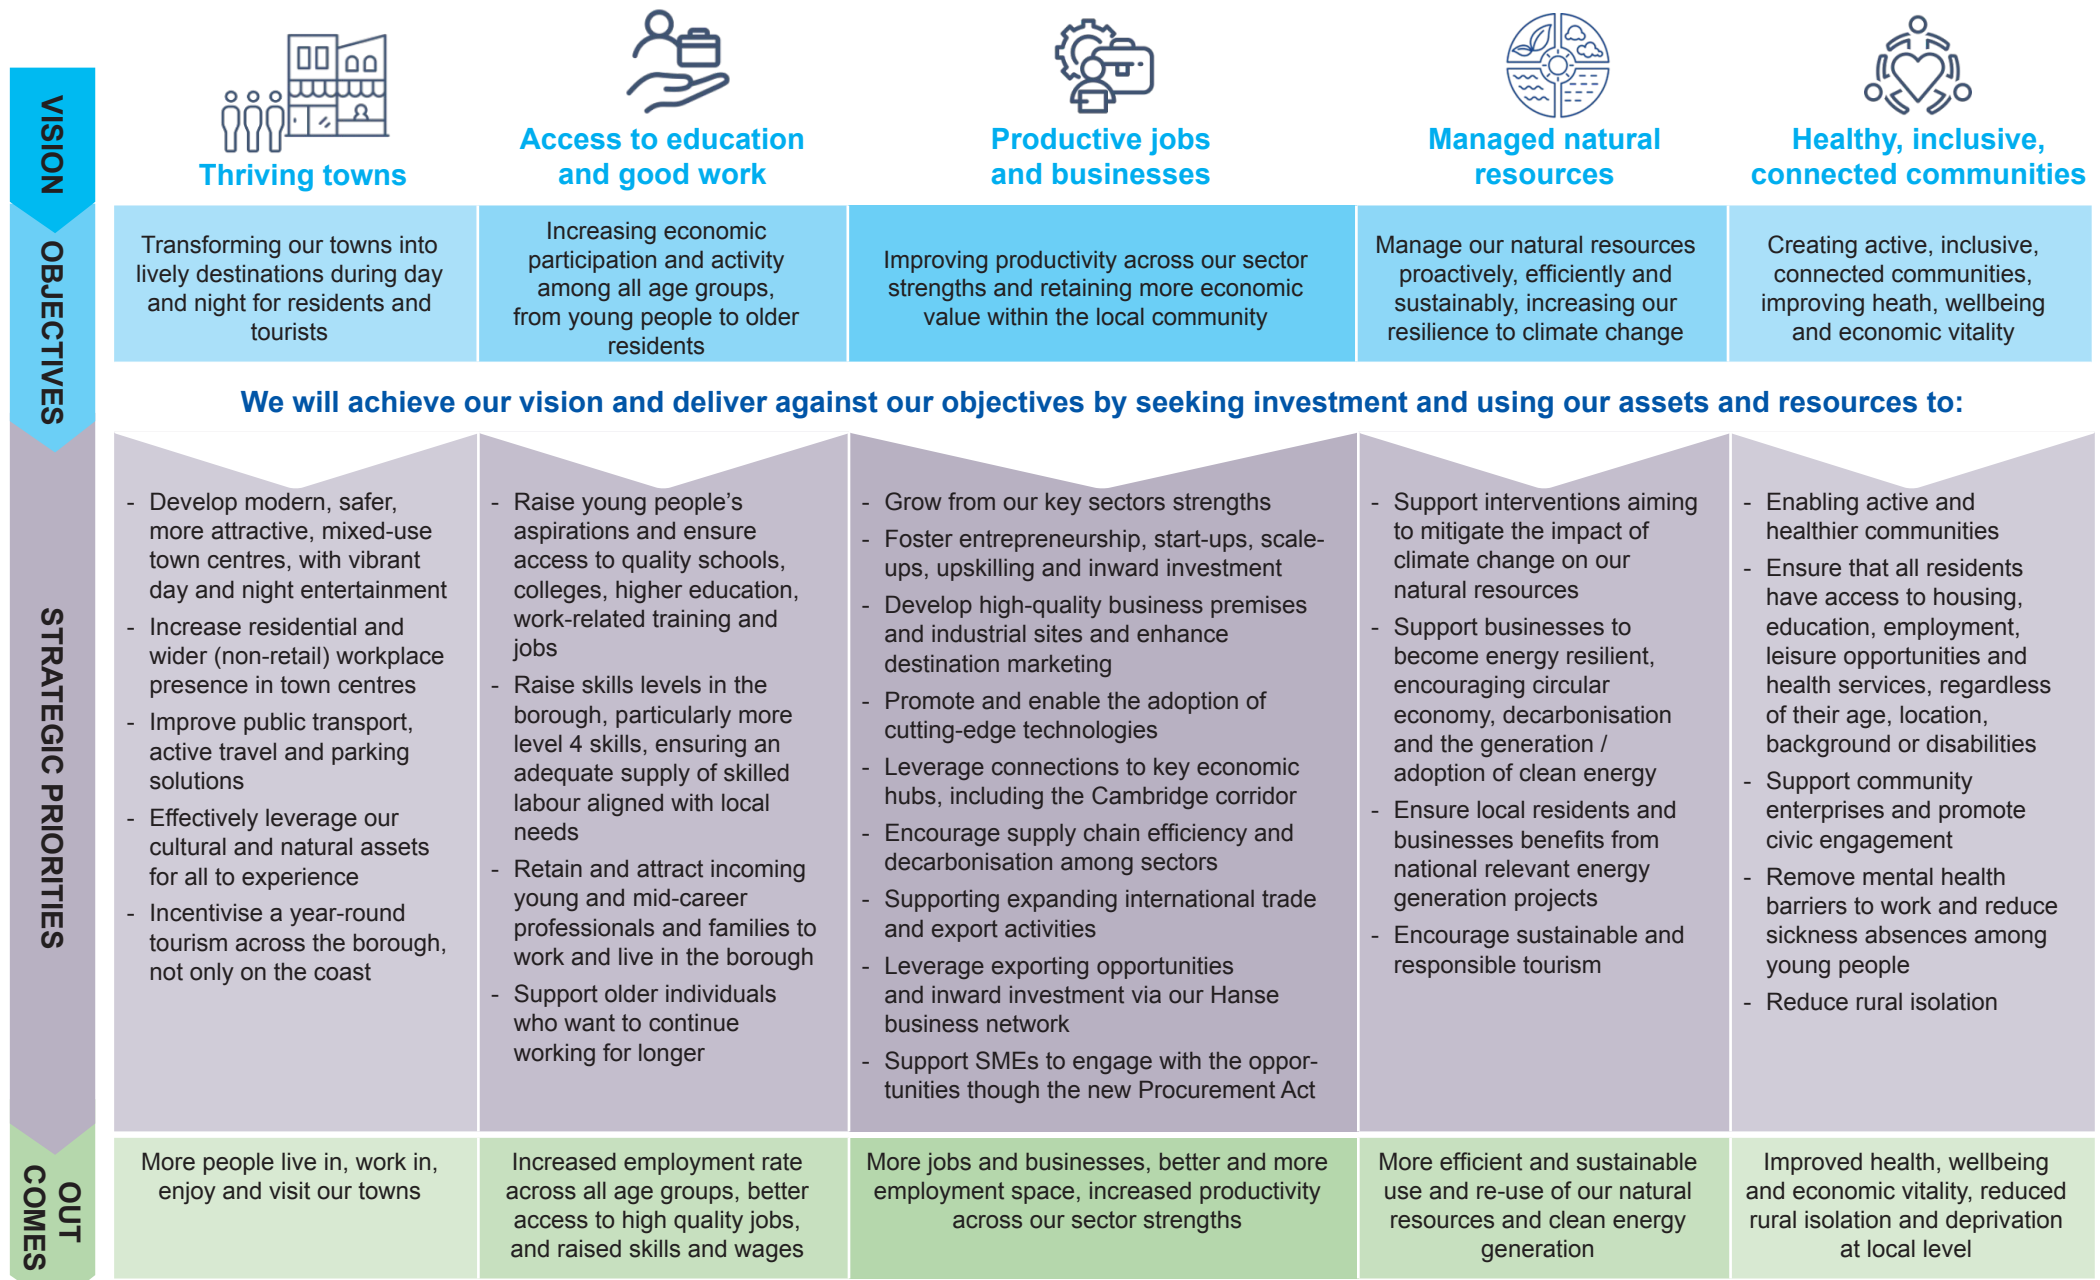 VISION
Thriving towns
Access to education
and good work
Productive jobs
and businesses
Managed natural
resources
Healthy, inclusive,
connected communities
OBJECTIVES
Transforming our towns into
lively destinations during day
and night for residents and
tourists
Increasing economic
participation and activity
among all age groups,
from young people to older
residents
Improving productivity across our sector
strengths and retaining more economic
value within the local community
Manage our natural resources
proactively, efficiently and
sustainably, increasing our
resilience to climate change
Creating active, inclusive,
connected communities,
improving heath, wellbeing
and economic vitality
We will achieve our vision and deliver against our objectives by seeking investment and using our assets and resources to:
STRATEGIC PRIORITIES
- Develop modern, safer,
more attractive, mixed-use
town centres, with vibrant
day and night entertainment
- Increase residential and
wider (non-retail) workplace
presence in town centres
- Improve public transport,
active travel and parking
solutions
- Effectively leverage our
cultural and natural assets
for all to experience
- Incentivise a year-round
tourism across the borough,
not only on the coast
- Raise young people's
aspirations and ensure
access to quality schools,
colleges, higher education,
work-related training and
jobs
- Raise skills levels in the
borough, particularly more
level 4 skills, ensuring an
adequate supply of skilled
labour aligned with local
needs
- Retain and attract incoming
young and mid-career
professionals and families to
work and live in the borough
- Support older individuals
who want to continue
working for longer
- Grow from our key sectors strengths
- Foster entrepreneurship, start-ups, scale-
ups, upskilling and inward investment
- Develop high-quality business premises
and industrial sites and enhance
destination marketing
- Promote and enable the adoption of
cutting-edge technologies
- Leverage connections to key economic
hubs, including the Cambridge corridor
- Encourage supply chain efficiency and
decarbonisation among sectors
- Supporting expanding international trade
and export activities
- Leverage exporting opportunities
and inward investment via our Hanse
business network
- Support SMEs to engage with the oppor-
tunities though the new Procurement Act
- Support interventions aiming
to mitigate the impact of
climate change on our
natural resources
- Support businesses to
become energy resilient,
encouraging circular
economy, decarbonisation
and the generation /
adoption of clean energy
- Ensure local residents and
businesses benefits from
national relevant energy
generation projects
- Encourage sustainable and
responsible tourism
- Enabling active and
healthier communities
- Ensure that all residents
have access to housing,
education, employment,
leisure opportunities and
health services, regardless
of their age, location,
background or disabilities
- Support community
enterprises and promote
civic engagement
- Remove mental health
barriers to work and reduce
sickness absences among
young people
- Reduce rural isolation
OUT
COMES
More people live in, work in,
enjoy and visit our towns
Increased employment rate
across all age groups, better
access to high quality jobs,
and raised skills and wages
More jobs and businesses, better and more
employment space, increased productivity
across our sector strengths
More efficient and sustainable
use and re-use of our natural
resources and clean energy
generation
Improved health, wellbeing
and economic vitality, reduced
rural isolation and deprivation
at local level